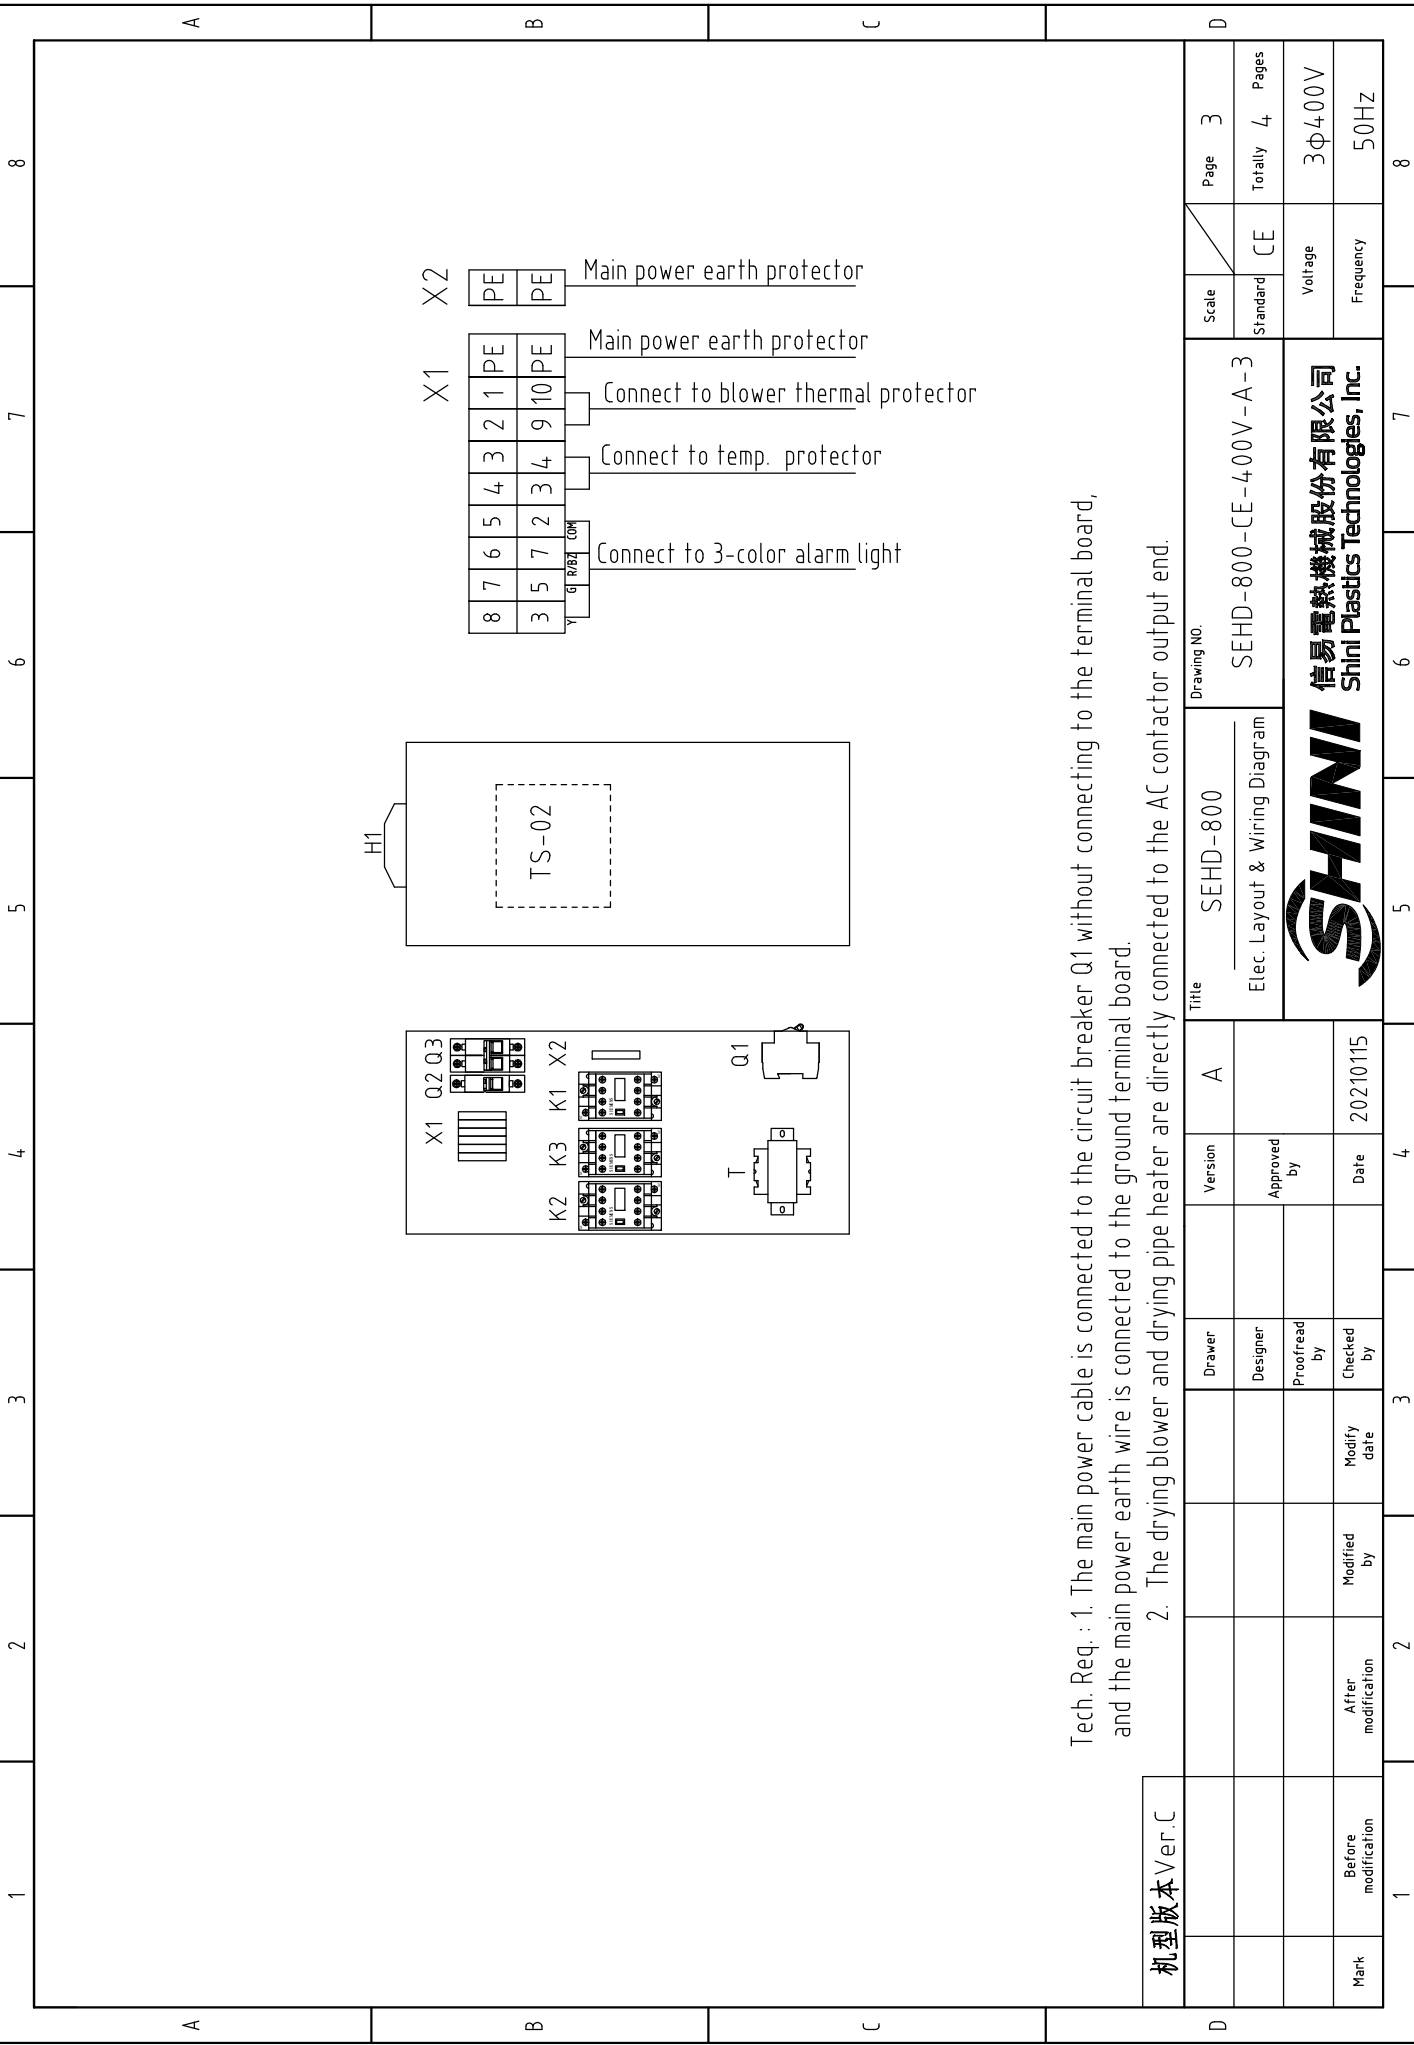 1 2 3 4 5 6 7 8
A
B
C
D
A
B
C
D
X1 Q2 Q3
K2 K3 K1 X2
T Q1
H1
TS-02
X1 X2
8 7 6 5 4 3 2 1 PE PE
3 5 7 2 3 4 9 10 PE PE
Y G R/BZ COM
Connect to 3-color alarm light
Connect to temp. protector
Connect to blower thermal protector
Main power earth protector
Main power earth protector
Tech. Req. : 1. The main power cable is connected to the circuit breaker Q1 without connecting to the terminal board,
and the main power earth wire is connected to the ground terminal board.
2. The drying blower and drying pipe heater are directly connected to the AC contactor output end.
机型版本Ver.C
Mark
Before
modification
After
modification
Modified
by
Modify
date
Drawer
Designer
Proofread
by
Checked
by
Version A
Approved
by
Date 20210115
Title
SEHD-800
Elec. Layout & Wiring Diagram
Drawing NO.
SEHD-800-CE-400V-A-3
SHINI
信易電熱機械股份有限公司
Shini Plastics Technologies, Inc.
Scale
Page 3
Standard CE
Totally 4 Pages
Voltage 3φ400V
Frequency 50HZ
1 2 3 4 5 6 7 8